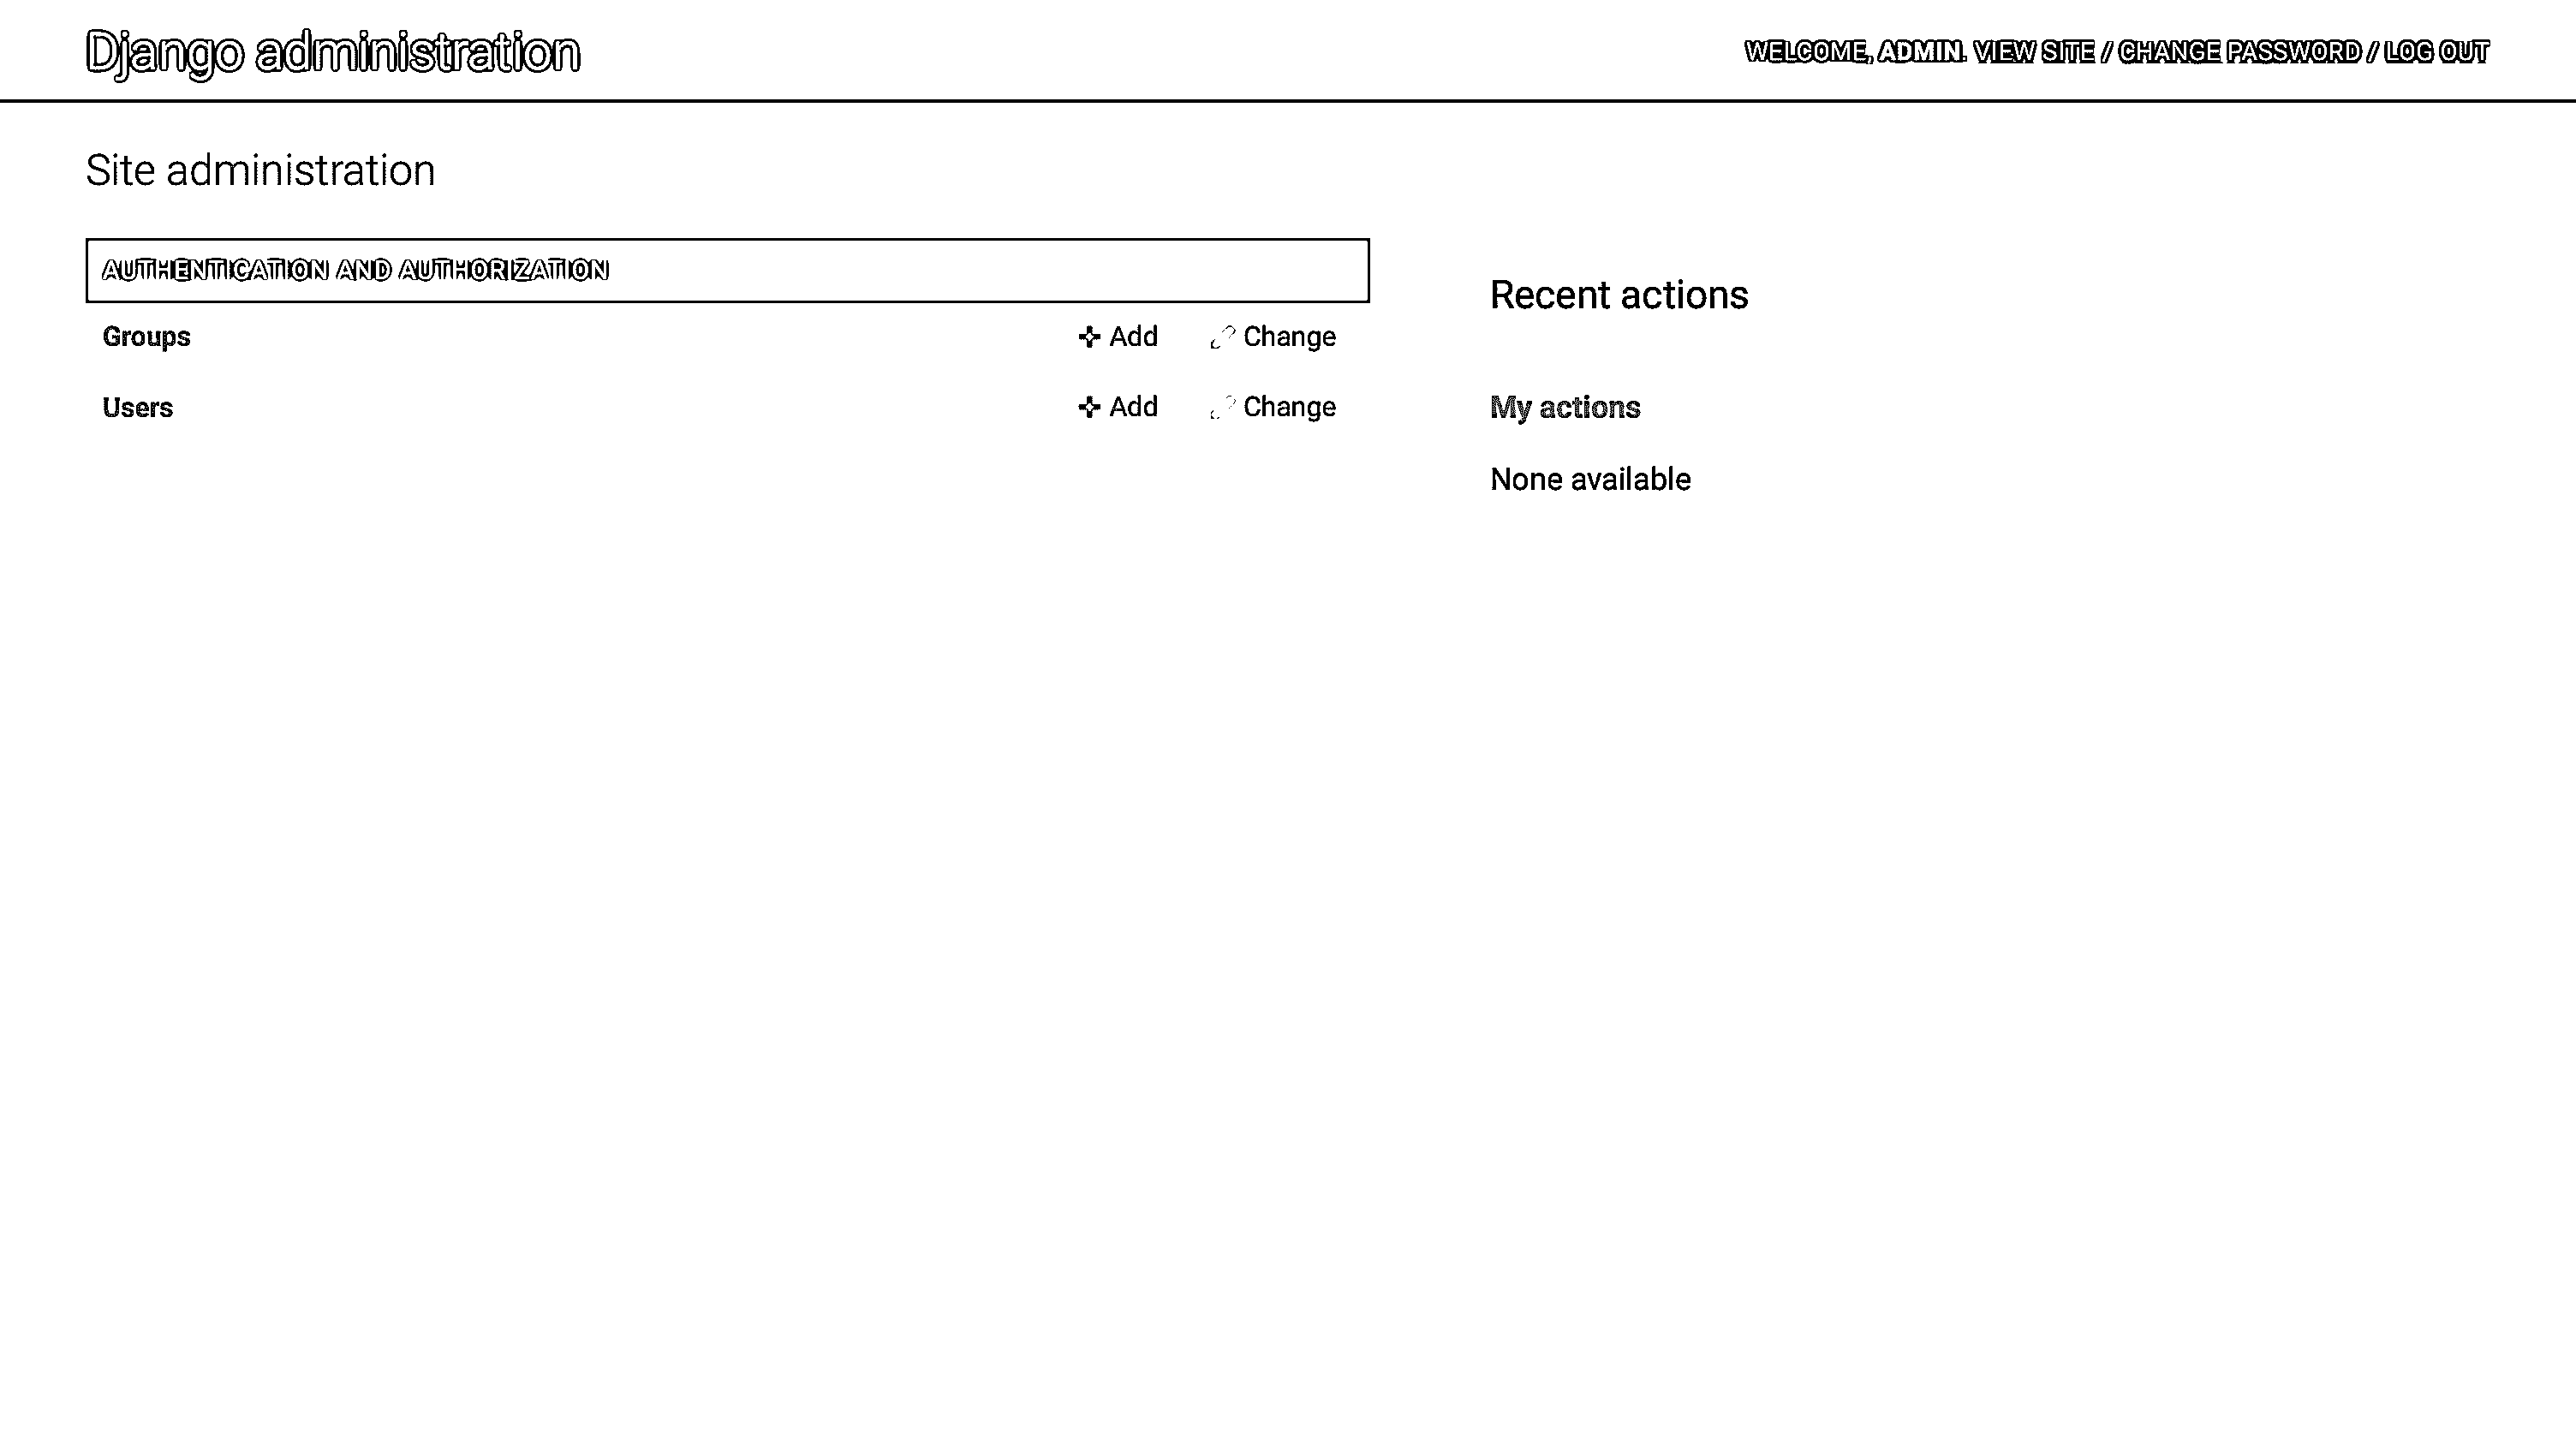 Django administration
WELCOME, ADMIN. VIEW SITE / CHANGE PASSWORD / LOG OUT
Site administration
AUTHENTICATION AND AUTHORIZATION
Groups Add Change
Users Add Change
Recent actions
My actions
None available